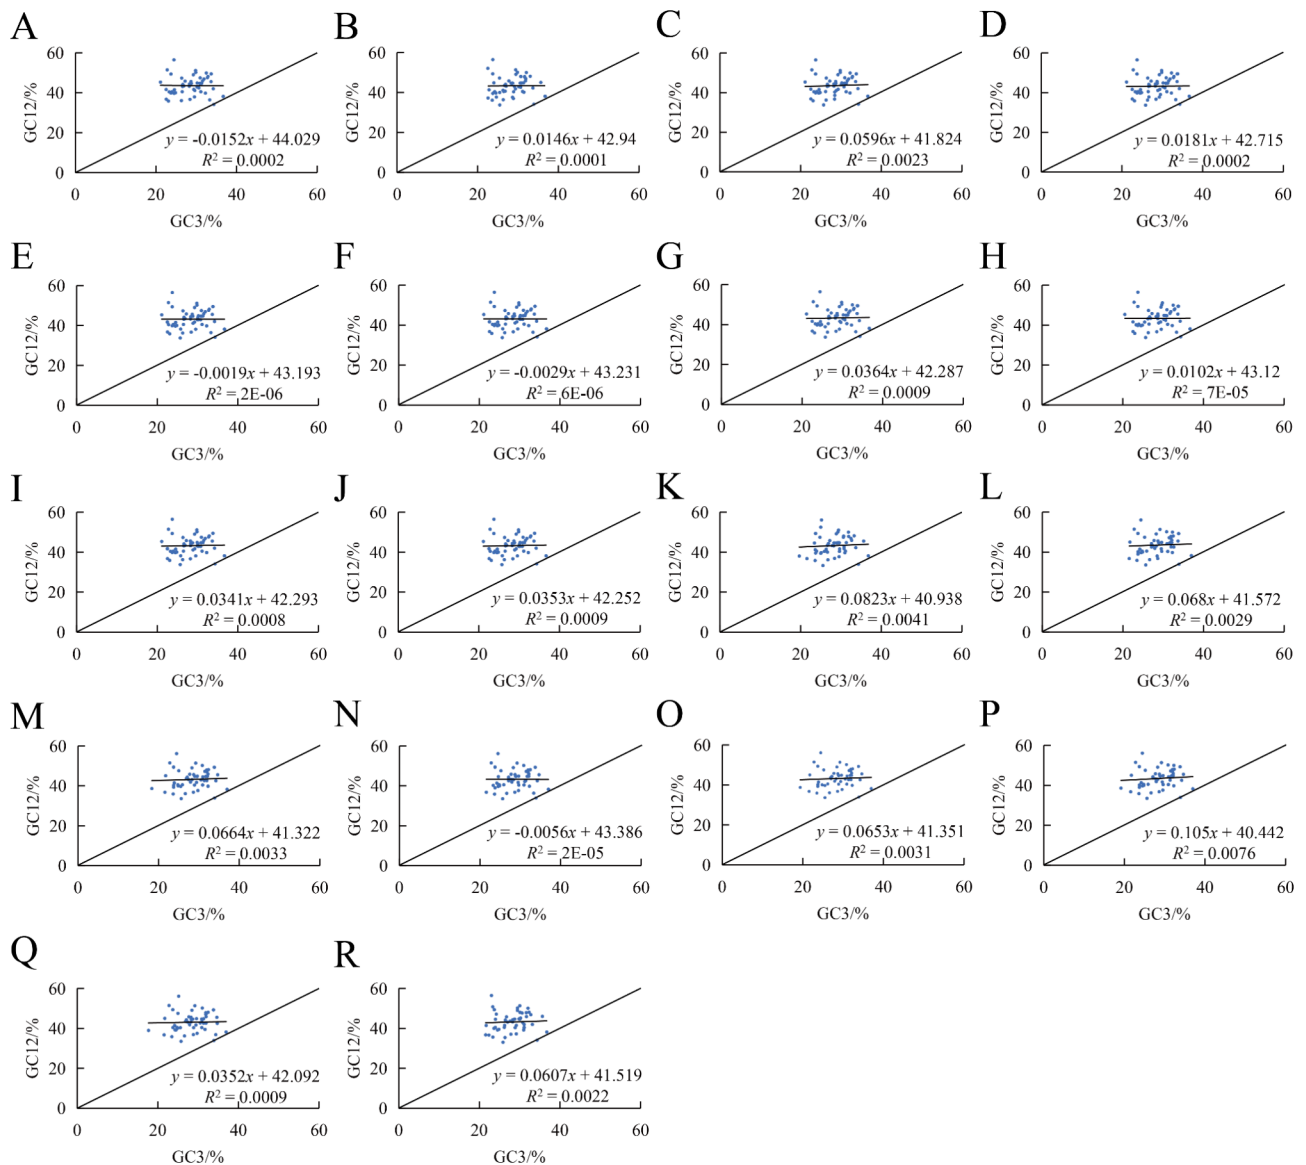 A
60
40
20
0
GC12/%
y = -0.0152x + 44.029
R² = 0.0002
0 20 40 60
GC3/%
B
60
40
20
0
GC12/%
y = 0.0146x + 42.94
R² = 0.0001
0 20 40 60
GC3/%
C
60
40
20
0
GC12/%
y = 0.0596x + 41.824
R² = 0.0023
0 20 40 60
GC3/%
D
60
40
20
0
GC12/%
y = 0.0181x + 42.715
R² = 0.0002
0 20 40 60
GC3/%
E
60
40
20
0
GC12/%
y = -0.0019x + 43.193
R² = 2E-06
0 20 40 60
GC3/%
F
60
40
20
0
GC12/%
y = -0.0029x + 43.231
R² = 6E-06
0 20 40 60
GC3/%
G
60
40
20
0
GC12/%
y = 0.0364x + 42.287
R² = 0.0009
0 20 40 60
GC3/%
H
60
40
20
0
GC12/%
y = 0.0102x + 43.12
R² = 7E-05
0 20 40 60
GC3/%
I
60
40
20
0
GC12/%
y = 0.0341x + 42.293
R² = 0.0008
0 20 40 60
GC3/%
J
60
40
20
0
GC12/%
y = 0.0353x + 42.252
R² = 0.0009
0 20 40 60
GC3/%
K
60
40
20
0
GC12/%
y = 0.0823x + 40.938
R² = 0.0041
0 20 40 60
GC3/%
L
60
40
20
0
GC12/%
y = 0.068x + 41.572
R² = 0.0029
0 20 40 60
GC3/%
M
60
40
20
0
GC12/%
y = 0.0664x + 41.322
R² = 0.0033
0 20 40 60
GC3/%
N
60
40
20
0
GC12/%
y = -0.0056x + 43.386
R² = 2E-05
0 20 40 60
GC3/%
O
60
40
20
0
GC12/%
y = 0.0653x + 41.351
R² = 0.0031
0 20 40 60
GC3/%
P
60
40
20
0
GC12/%
y = 0.105x + 40.442
R² = 0.0076
0 20 40 60
GC3/%
Q
60
40
20
0
GC12/%
y = 0.0352x + 42.092
R² = 0.0009
0 20 40 60
GC3/%
R
60
40
20
0
GC12/%
y = 0.0607x + 41.519
R² = 0.0022
0 20 40 60
GC3/%